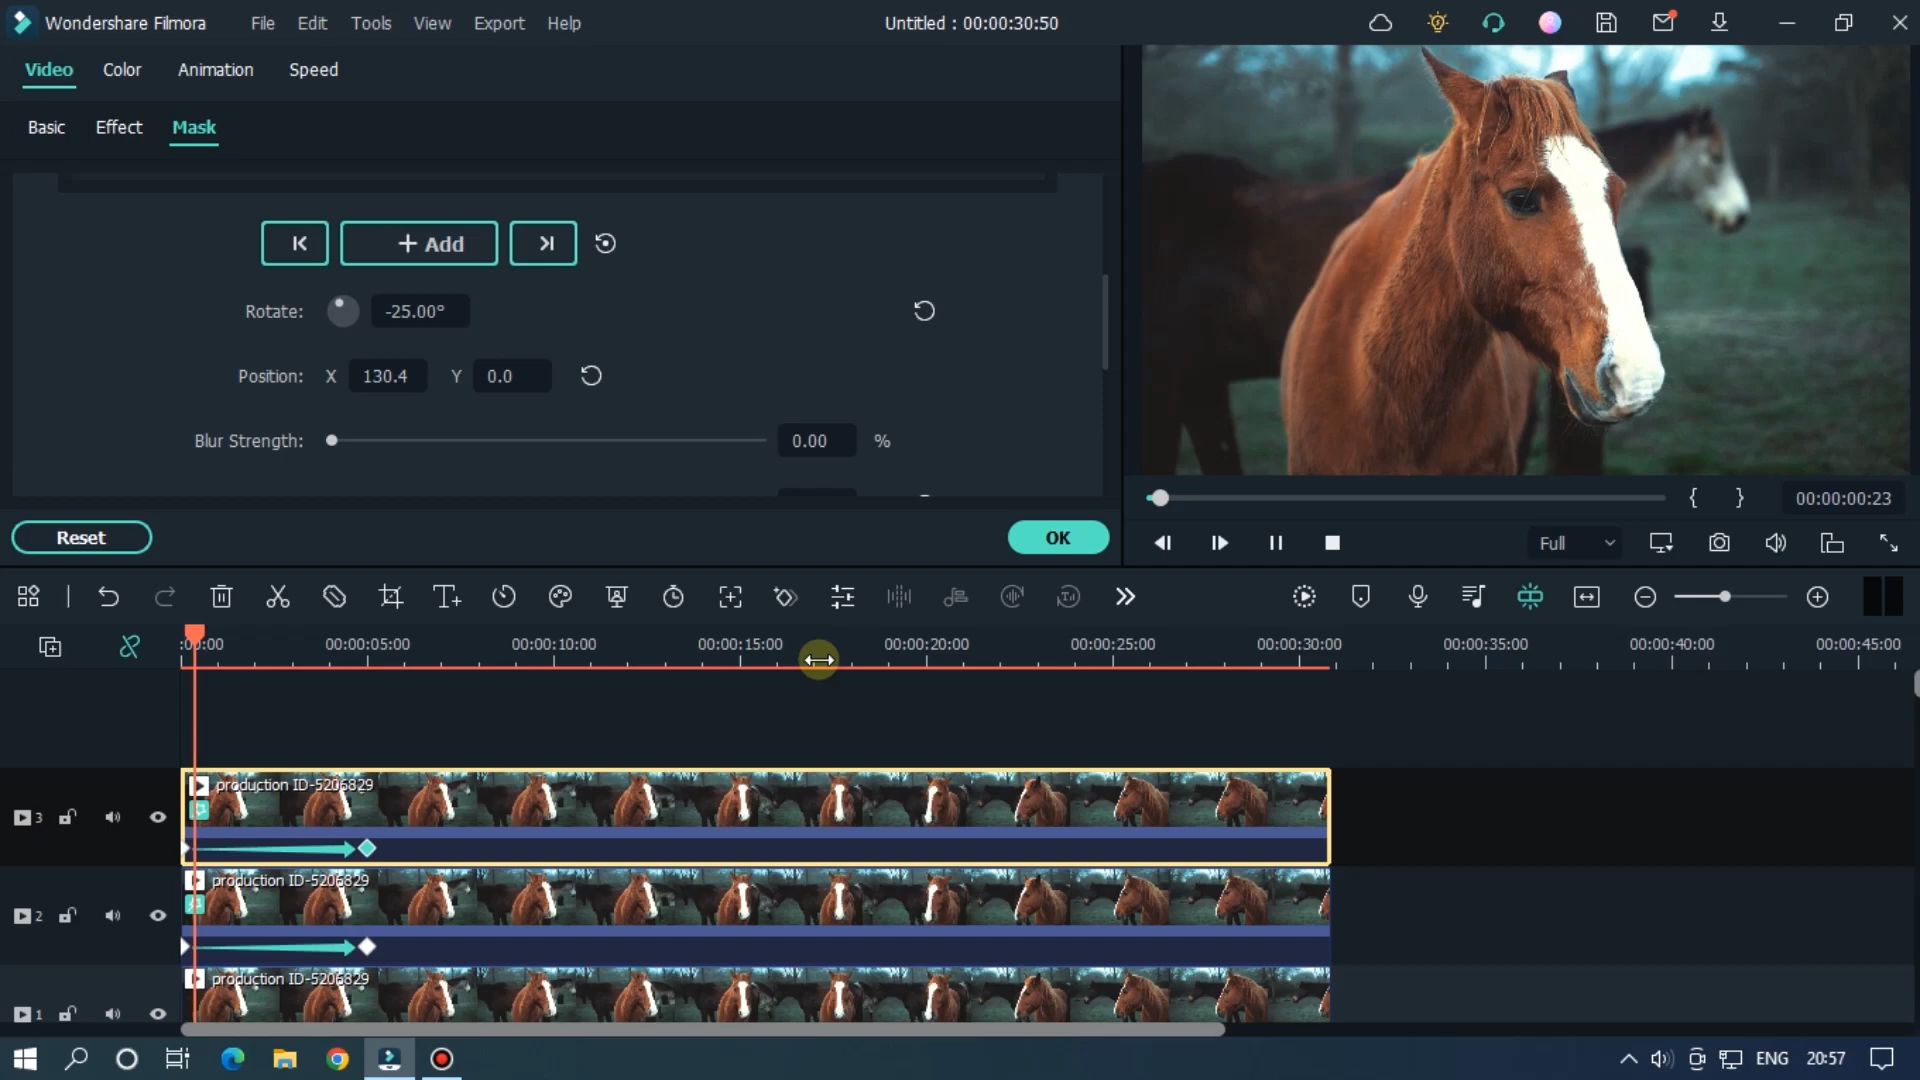 Wondershare Filmora
File
Edit
Tools
View
Export
Help
Untitled : 00:00:30:50
Video
Color
Animation
Speed
Basic
Effect
Mask
+ Add
Rotate:
-25.00°
Position:
X
130.4
Y
0.0
Blur Strength:
0.00
%
Reset
OK
{
}
00:00:00:23
Full
:00:00
00:00:05:00
00:00:10:00
00:00:15:00
00:00:20:00
00:00:25:00
00:00:30:00
00:00:35:00
00:00:40:00
00:00:45:00
production ID-5206829
3
production ID-5206829
2
production ID-5206829
1
ENG
20:57